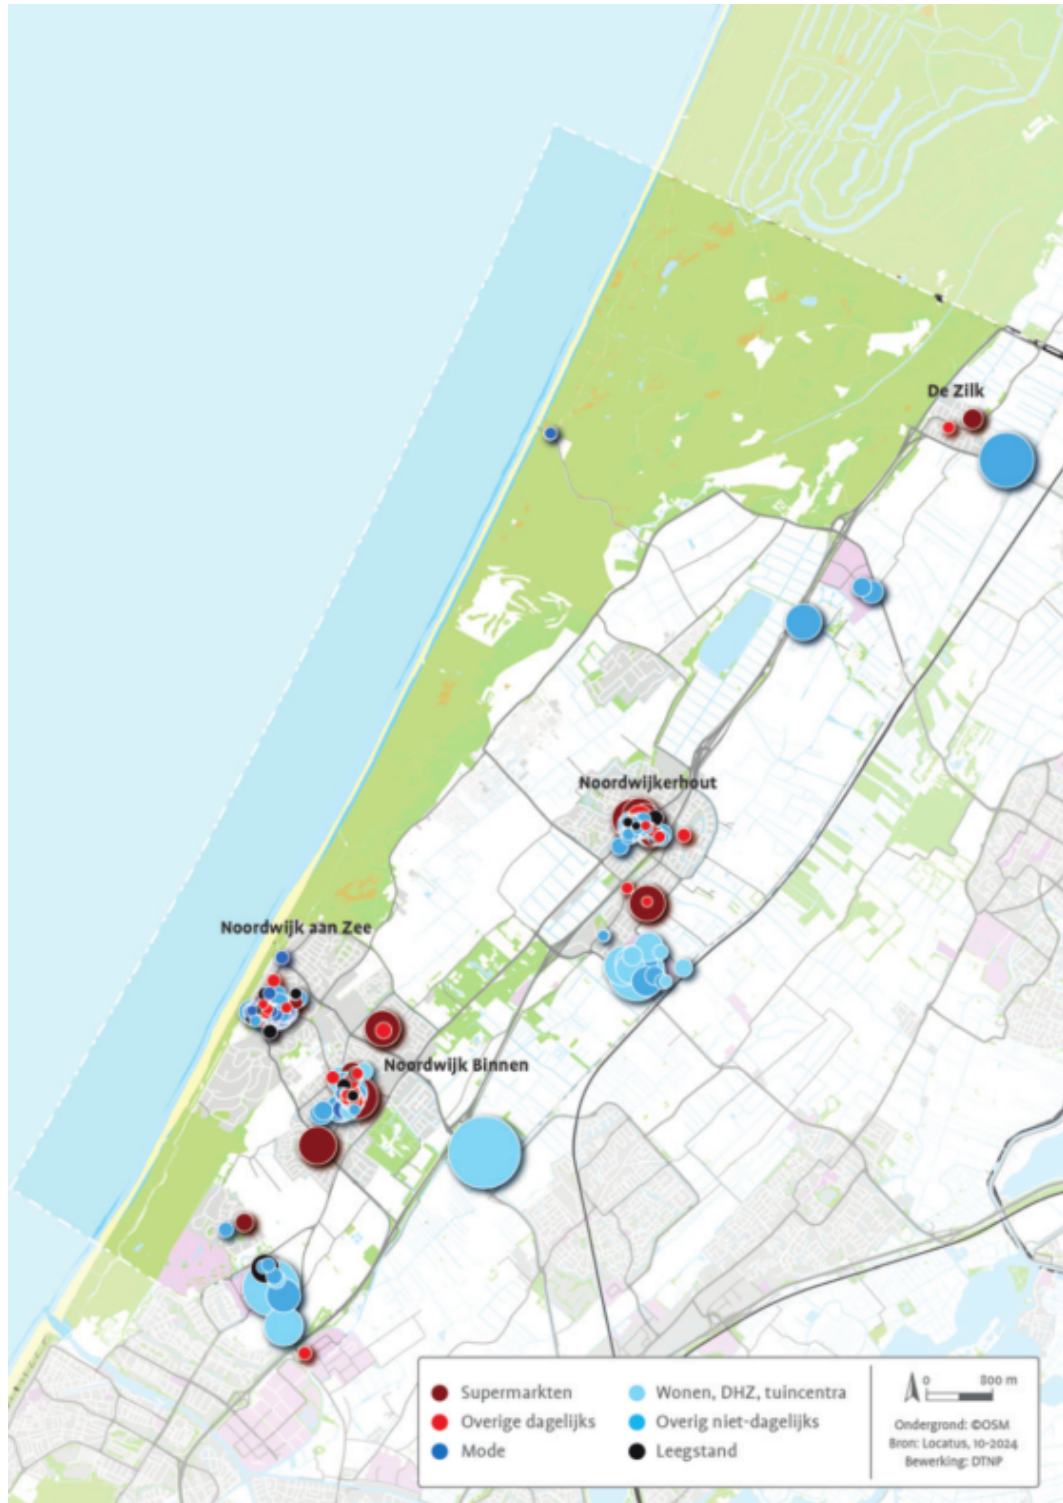 De Zilk
Noordwijkerhout
Noordwijk aan Zee
Noordwijk Binnen
Supermarkten
Overige dagelijks
Mode
Wonen, DHZ, tuincentra
Overig niet-dagelijks
Leegstand
0 800 m
Ondergrond: ©OSM
Bron: Locatus, 10-2024
Bewerking: DTNP